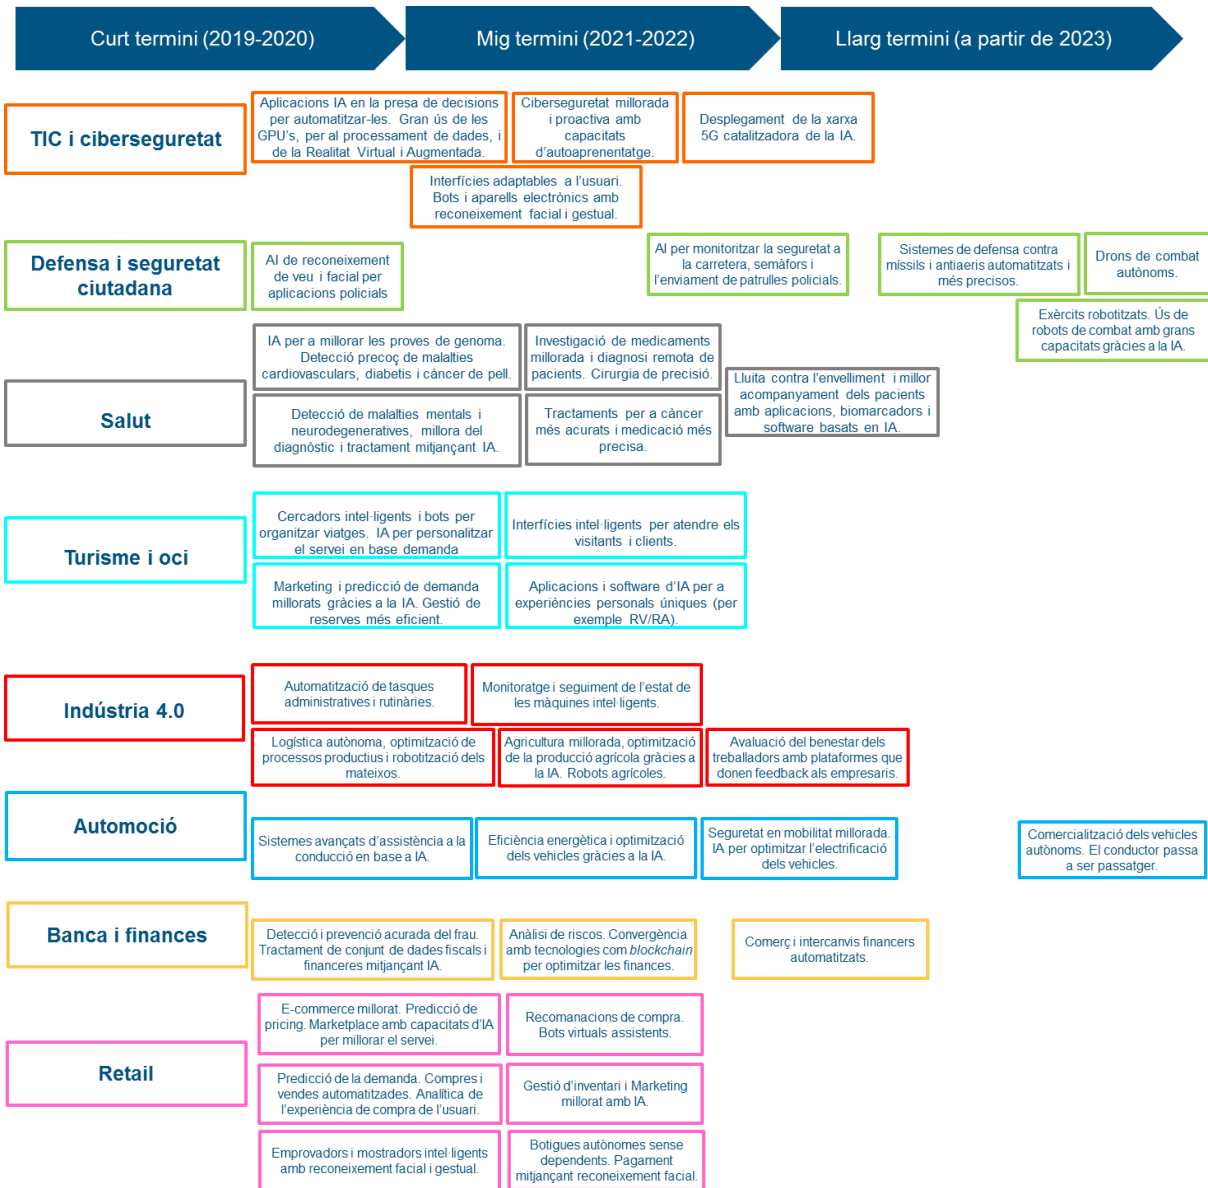 Curt termini (2019-2020)
Mig termini (2021-2022)
Llarg termini (a partir de 2023)
TIC i ciberseguretat
Aplicacions IA en la presa de decisions
per automatitzar-les. Gran ús de les
GPU's, per al processament de dades, i
de la Realitat Virtual i Augmentada.
Ciberseguretat millorada
i proactiva amb
capacitats
d'autoaprenentatge.
Desplegament de la xarxa
5G catalitzadora de la IA.
Interfícies adaptables a l'usuari.
Bots i aparells electrònics amb
reconeixement facial i gestual.
Defensa i seguretat
ciutadana
AI de reconeixement
de veu i facial per
aplicacions policials
AI per monitoritzar la seguretat a
la carretera, semàfors i
l'enviament de patrulles policials.
Sistemes de defensa contra
míssils i antiaeris automatitzats i
més precisos.
Drons de combat
autònoms.
Exèrcits robotitzats. Ús de
robots de combat amb grans
capacitats gràcies a la IA.
Salut
IA per a millorar les proves de genoma.
Detecció precoç de malalties
cardiovasculars, diabetis i càncer de pell.
Investigació de medicaments
millorada i diagnosi remota de
pacients. Cirurgia de precisió.
Lluita contra l'envelliment i millor
acompanyament dels pacients
amb aplicacions, biomarcadors i
software basats en IA.
Detecció de malalties mentals i
neurodegeneratives, millora del
diagnòstic i tractament mitjançant IA.
Tractaments per a càncer
més acurats i medicació més
precisa.
Turisme i oci
Cercadors intel·ligents i bots per
organitzar viatges. IA per personalitzar
el servei en base demanda
Interfícies intel·ligents per atendre els
visitants i clients.
Marketing i predicció de demanda
millorats gràcies a la IA. Gestió de
reserves més eficient.
Aplicacions i software d'IA per a
experiències personals úniques (per
exemple RV/RA).
Indústria 4.0
Automatització de tasques
administratives i rutinàries.
Monitoratge i seguiment de l'estat de
les màquines intel·ligents.
Logística autònoma, optimització de
processos productius i robotització dels
mateixos.
Agricultura millorada, optimització
de la producció agrícola gràcies a
la IA. Robots agrícoles.
Avaluació del benestar dels
treballadors amb plataformes que
donen feedback als empresaris.
Automoció
Sistemes avançats d'assistència a la
conducció en base a IA.
Eficiència energètica i optimització
dels vehicles gràcies a la IA.
Seguretat en mobilitat millorada.
IA per optimitzar l'electrificació
dels vehicles.
Comercialització dels vehicles
autònoms. El conductor passa
a ser passatger.
Banca i finances
Detecció i prevenció acurada del frau.
Tractament de conjunt de dades fiscals i
financeres mitjançant IA.
Anàlisi de riscos. Convergència
amb tecnologies com blockchain
per optimitzar les finances.
Comerç i intercanvis financers
automatitzats.
Retail
E-commerce millorat. Predicció de
pricing. Marketplace amb capacitats d'IA
per millorar el servei.
Recomanacions de compra.
Bots virtuals assistents.
Predicció de la demanda. Compres i
vendes automatitzades. Analítica de
l'experiència de compra de l'usuari.
Gestió d'inventari i Marketing
millorat amb IA.
Emprovadors i mostradors intel·ligents
amb reconeixement facial i gestual.
Botigues autònomes sense
dependents. Pagament
mitjançant reconeixement facial.